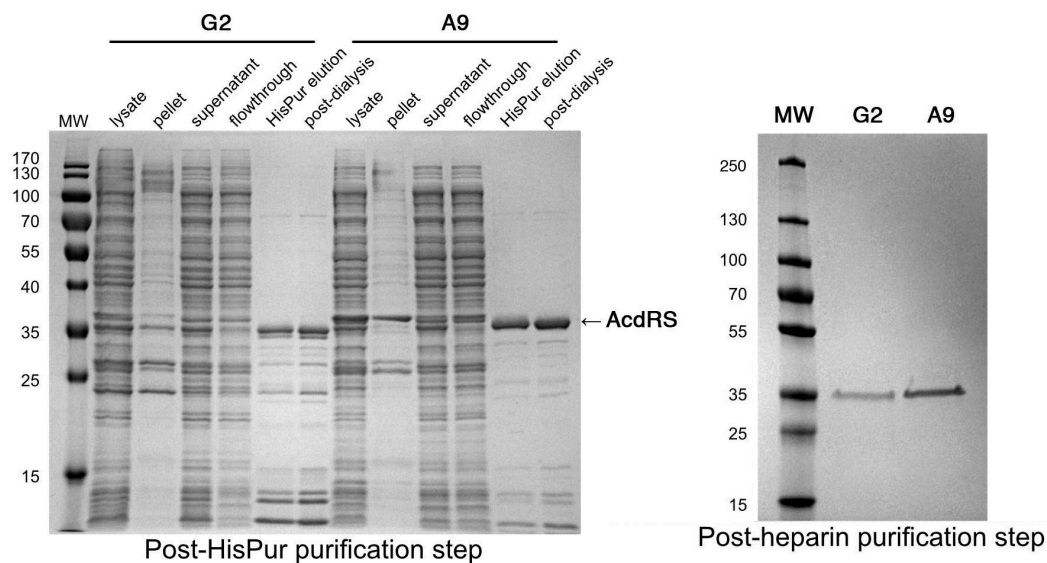 G2 A9
lysate pellet supernatant flowthrough HisPur elution post-dialysis lysate pellet supernatant flowthrough HisPur elution post-dialysis
MW
170
130
100
70
55
40
35
25
15
← AcdRS
Post-HisPur purification step
MW G2 A9
250
130
100
70
55
35
25
15
Post-heparin purification step